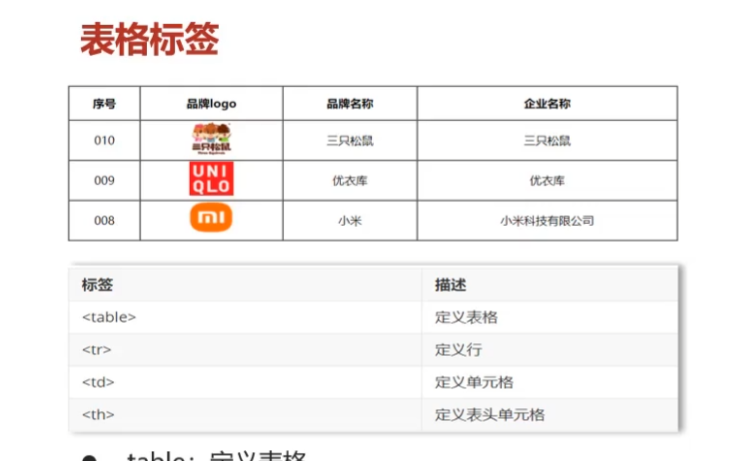 表格标签
序号 品牌logo 品牌名称 企业名称
010 三只松鼠 三只松鼠 三只松鼠
009 UNIQLO 优衣库 优衣库
008 mi 小米 小米科技有限公司
标签 描述
<table> 定义表格
<tr> 定义行
<td> 定义单元格
<th> 定义表头单元格
● table：定义表格